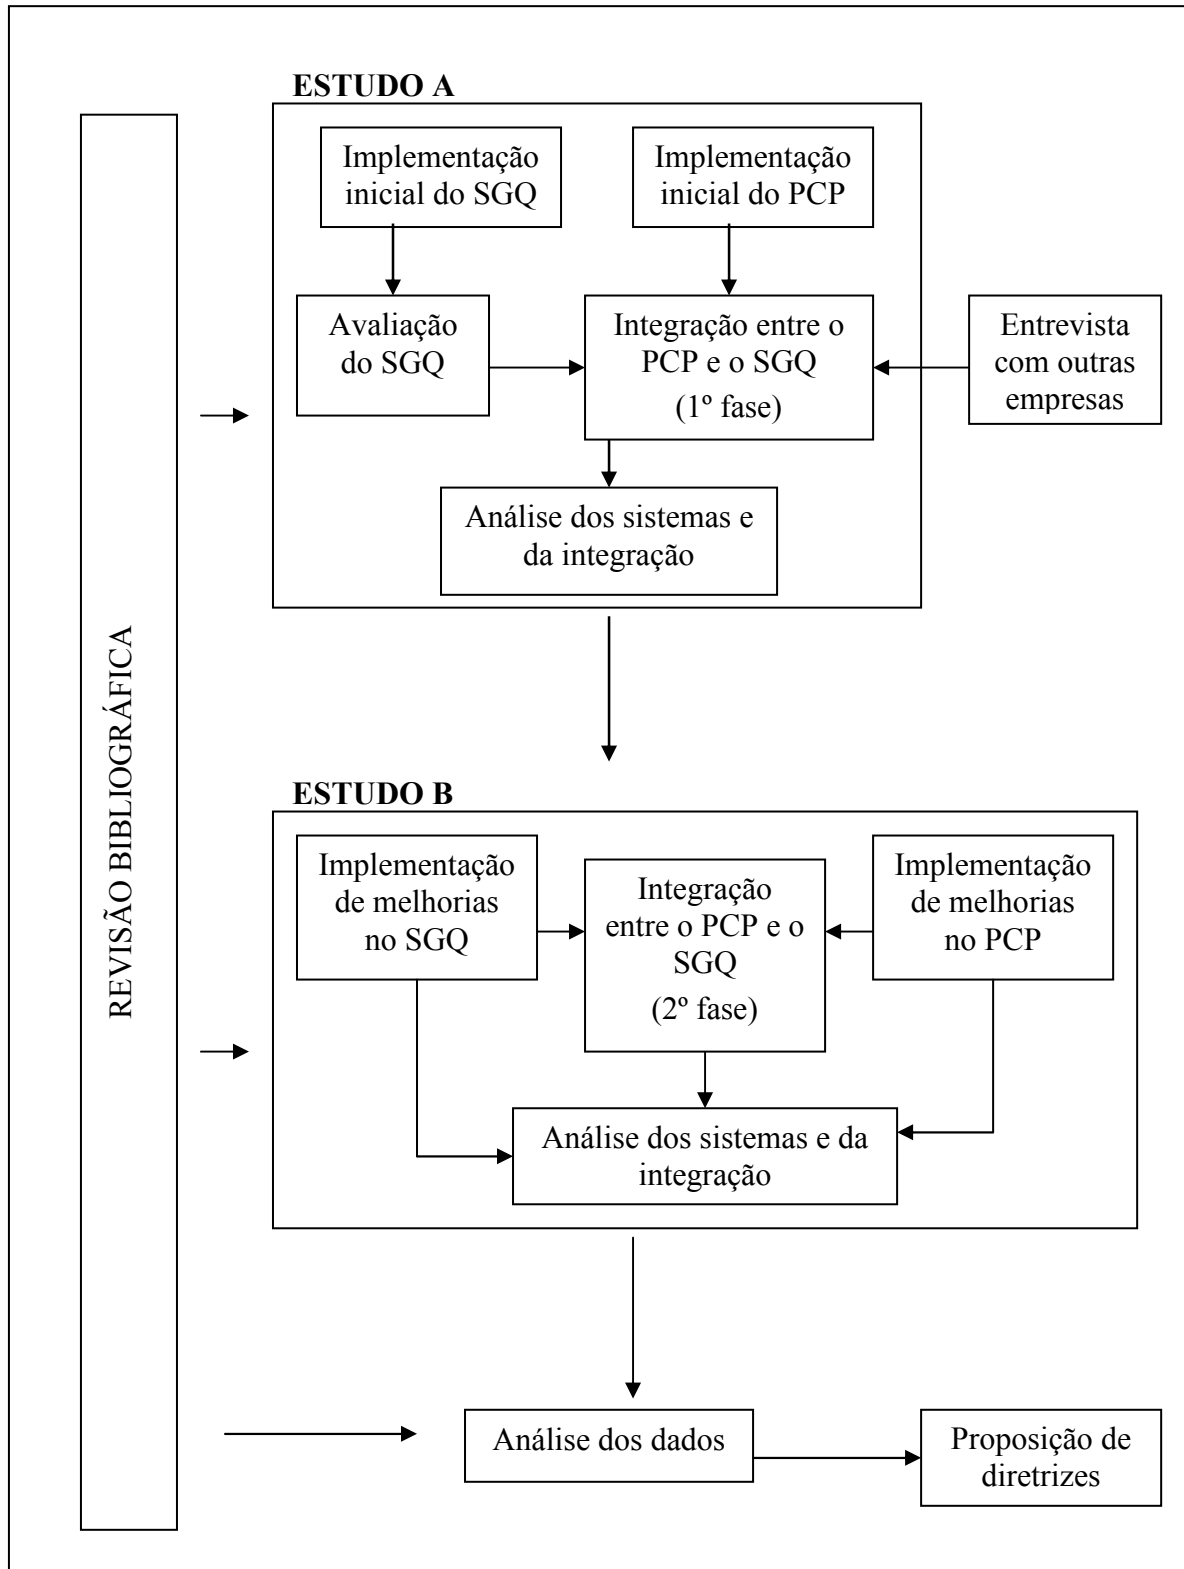 ESTUDO A
Implementação
inicial do SGQ
Implementação
inicial do PCP
Avaliação
do SGQ
Integração entre o
PCP e o SGQ
(1º fase)
Entrevista
com outras
empresas
Análise dos sistemas e
da integração
REVISÃO BIBLIOGRÁFICA
ESTUDO B
Implementação
de melhorias
no SGQ
Integração
entre o PCP e o
SGQ
(2º fase)
Implementação
de melhorias
no PCP
Análise dos sistemas e da
integração
Análise dos dados
Proposição de
diretrizes